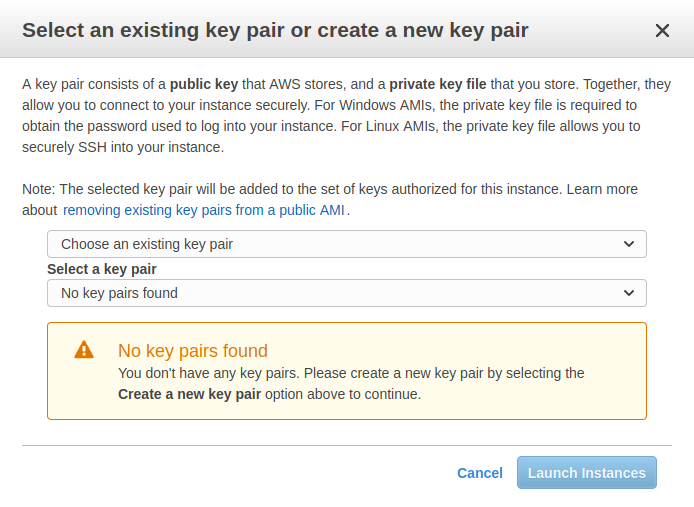 Select an existing key pair or create a new key pair
A key pair consists of a public key that AWS stores, and a private key file that you store. Together, they
allow you to connect to your instance securely. For Windows AMIs, the private key file is required to
obtain the password used to log into your instance. For Linux AMIs, the private key file allows you to
securely SSH into your instance.
Note: The selected key pair will be added to the set of keys authorized for this instance. Learn more
about removing existing key pairs from a public AMI.
Choose an existing key pair
Select a key pair
No key pairs found
No key pairs found
You don't have any key pairs. Please create a new key pair by selecting the
Create a new key pair option above to continue.
Cancel Launch Instances